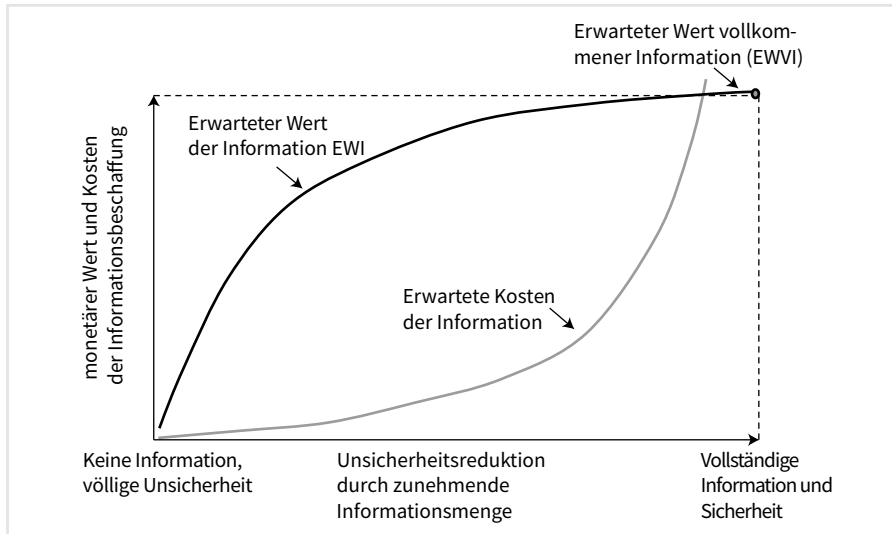 Erwarteter Wert vollkom-
mener Information (EWVI)
Erwarteter Wert
der Information EWI
monetärer Wert und Kosten
der Informationsbeschaffung
Erwartete Kosten
der Information
Keine Information,
völlige Unsicherheit
Unsicherheitsreduktion
durch zunehmende
Informationsmenge
Vollständige
Information und
Sicherheit